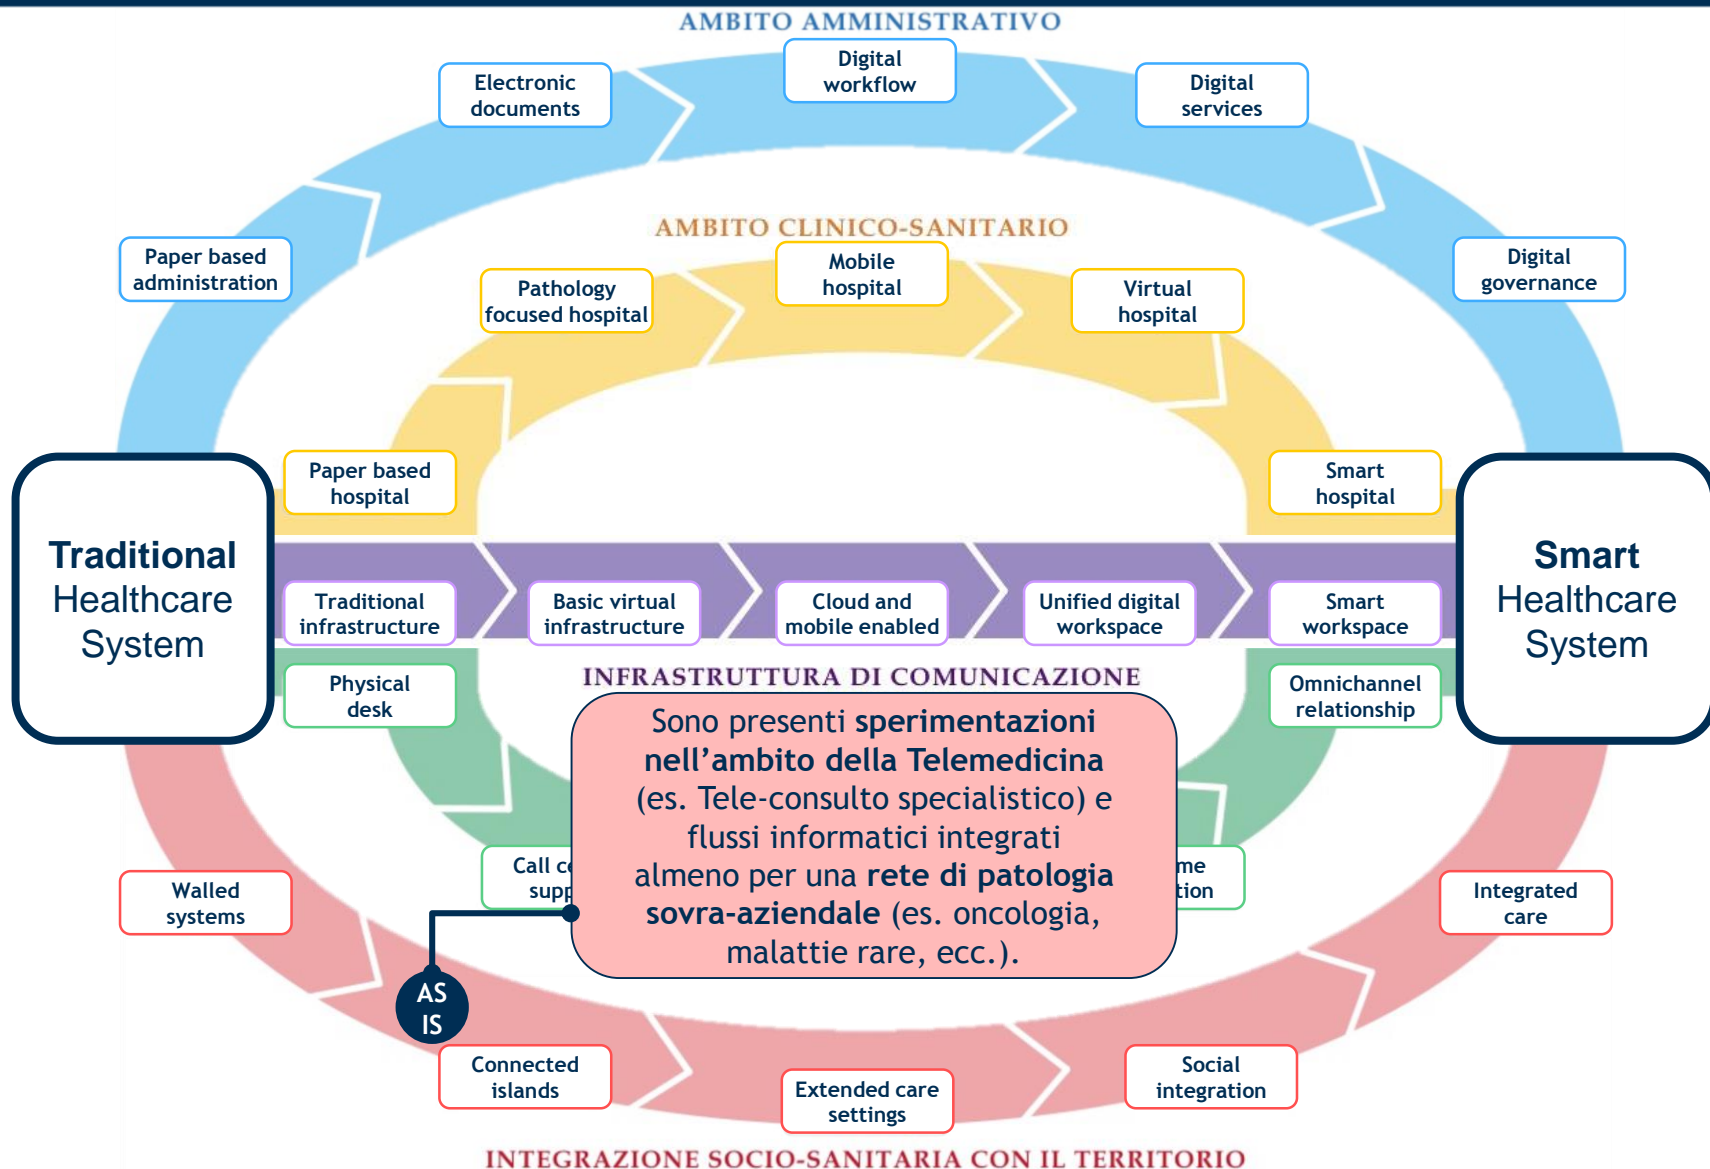 AMBITO AMMINISTRATIVO
Digital
workflow
Electronic
documents
Digital
services
Paper based
administration
Digital
governance
AMBITO CLINICO-SANITARIO
Mobile
hospital
Pathology
focused hospital
Virtual
hospital
Paper based
hospital
Smart
hospital
Traditional
Healthcare
System
Smart
Healthcare
System
Traditional
infrastructure
Basic virtual
infrastructure
Cloud and
mobile enabled
Unified digital
workspace
Smart
workspace
INFRASTRUTTURA DI COMUNICAZIONE
Physical
desk
Omnichannel
relationship
Sono presenti sperimentazioni
nell'ambito della Telemedicina
(es. Tele-consulto specialistico) e
flussi informatici integrati
almeno per una rete di patologia
sovra-aziendale (es. oncologia,
malattie rare, ecc.).
Call
Walled
systems
Integrated
care
AS
IS
Connected
islands
Extended care
settings
Social
integration
INTEGRAZIONE SOCIO-SANITARIA CON IL TERRITORIO